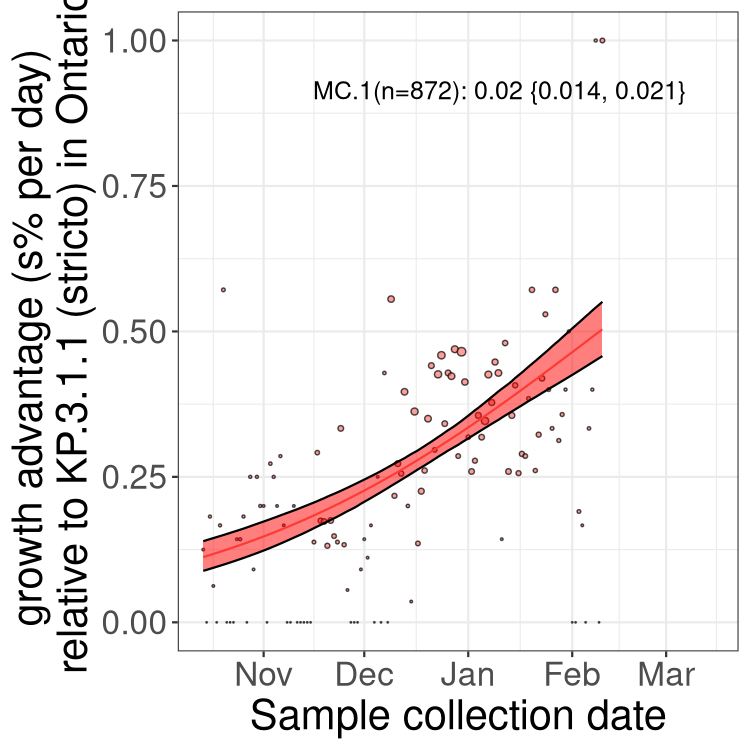 growth advantage (s% per day)
relative to KP.3.1.1 (stricto) in Ontario
1.00
0.75
0.50
0.25
0.00
MC.1(n=872): 0.02 {0.014, 0.021}
Nov Dec Jan Feb Mar
Sample collection date